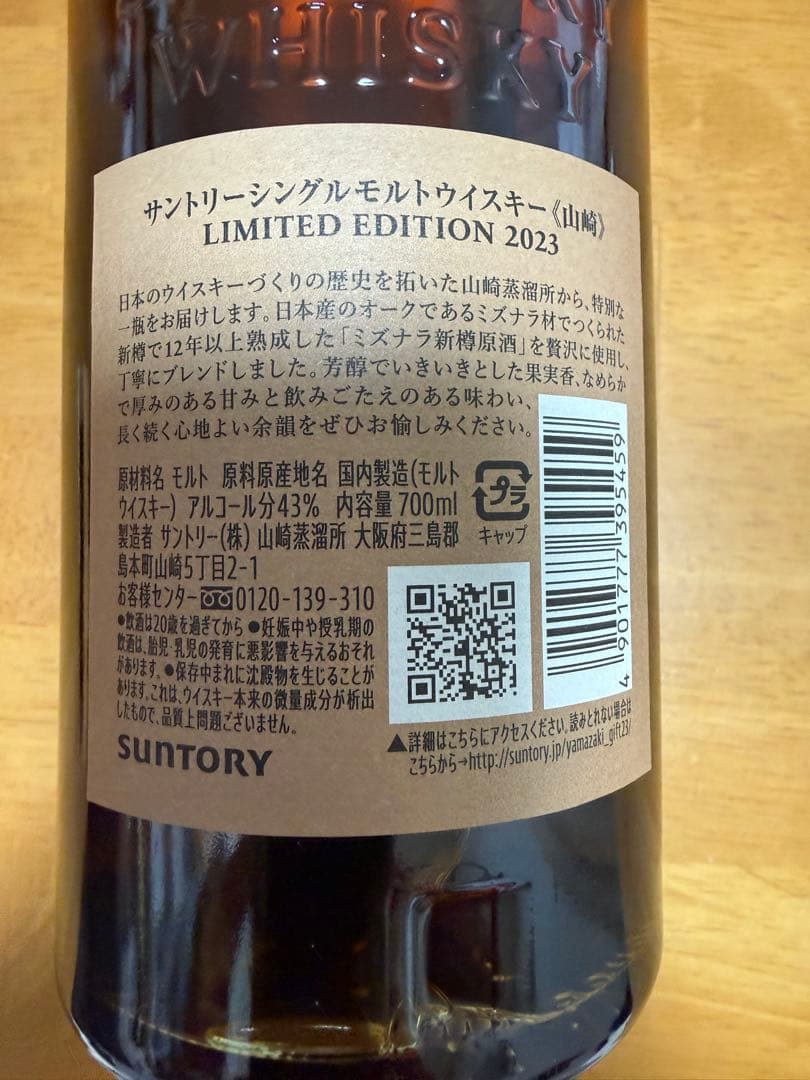 WHISKY
サントリーシングルモルトウイスキー《山崎》
LIMITED EDITION 2023
日本のウイスキーづくりの歴史を拓いた山崎蒸溜所から、特別な
一瓶をお届けします。日本産のオークであるミズナラ材でつくられた
新樽で12年以上熟成した「ミズナラ新樽原酒」を贅沢に使用し、
丁寧にブレンドしました。芳醇でいきいきとした果実香、なめらか
で厚みのある甘みと飲みごたえのある味わい、
長く続く心地よい余韻をぜひお愉しみください。
原材料名 モルト 原料原産地名 国内製造(モルト
ウイスキー) アルコール分43% 内容量700ml
製造者 サントリー(株) 山崎蒸溜所 大阪府三島郡
島本町山崎5丁目2-1
お客様センター 0120-139-310
●飲酒は20歳を過ぎてから ●妊娠中や授乳期の
飲酒は、胎児・乳児の発育に悪影響を与えるおそれ
があります。●保存中まれに沈殿物を生じることが
あります。これは、ウイスキー本来の微量成分が析出
したもので、品質上問題ございません。
SUNTORY
プラ
キャップ
4 901777 395459
▲詳細はこちらにアクセスください。読みとれない場合は
こちらから→http://suntory.jp/yamazaki_gift23/